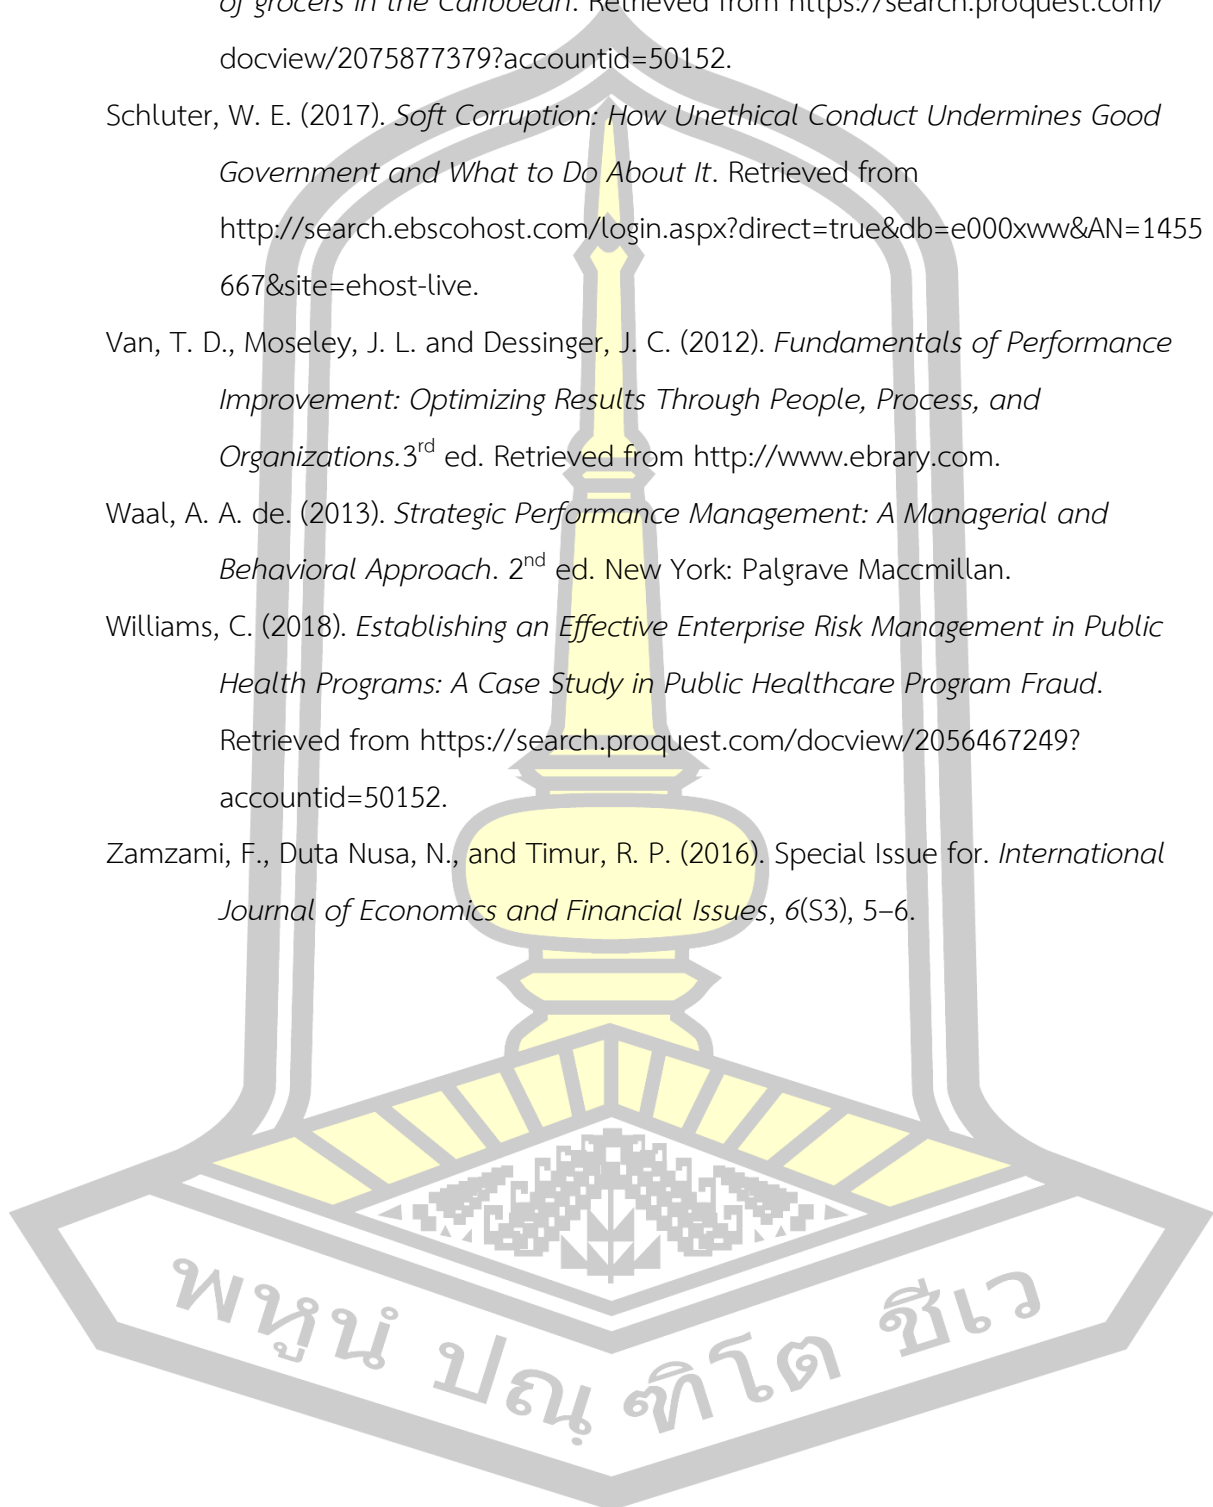 of grocers in the Caribbean. Retrieved from https://search.proquest.com/
docview/2075877379?accountid=50152.
Schluter, W. E. (2017). Soft Corruption: How Unethical Conduct Undermines Good
Government and What to Do About It. Retrieved from
http://search.ebscohost.com/login.aspx?direct=true&db=e000xww&AN=1455
667&site=ehost-live.
Van, T. D., Moseley, J. L. and Dessinger, J. C. (2012). Fundamentals of Performance
Improvement: Optimizing Results Through People, Process, and
Organizations.3rd ed. Retrieved from http://www.ebrary.com.
Waal, A. A. de. (2013). Strategic Performance Management: A Managerial and
Behavioral Approach. 2nd ed. New York: Palgrave Maccmillan.
Williams, C. (2018). Establishing an Effective Enterprise Risk Management in Public
Health Programs: A Case Study in Public Healthcare Program Fraud.
Retrieved from https://search.proquest.com/docview/2056467249?
accountid=50152.
Zamzami, F., Duta Nusa, N., and Timur, R. P. (2016). Special Issue for. International
Journal of Economics and Financial Issues, 6(S3), 5–6.
พหูนํ ปณฺฑิโต ชีเว